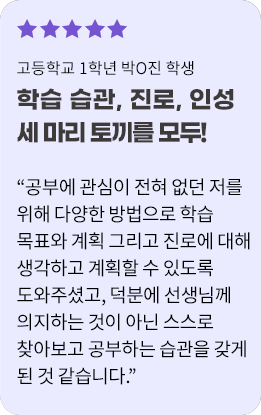 고등학교 1학년 박O진 학생
학습 습관, 진로, 인성
세 마리 토끼를 모두!
“공부에 관심이 전혀 없던 저를
위해 다양한 방법으로 학습
목표와 계획 그리고 진로에 대해
생각하고 계획할 수 있도록
도와주셨고, 덕분에 선생님께
의지하는 것이 아닌 스스로
찾아보고 공부하는 습관을 갖게
된 것 같습니다.”